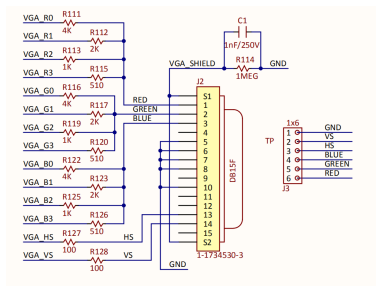 VGA_R0 R111 4K
VGA_R1 R112 2K
VGA_R2 R113 1K
VGA_R3 R115 510
VGA_G0 R116 4K
VGA_G1 R117 2K
VGA_G2 R119 1K
VGA_G3 R120 510
VGA_B0 R122 4K
VGA_B1 R123 2K
VGA_B2 R125 1K
VGA_B3 R126 510
VGA_HS R127 100 HS
VGA_VS R128 100 VS
C1
1nF/250V
VGA_SHIELD R114 GND
1MEG
J2
S1
RED 1
GREEN 2
BLUE 3
4
5
6
7
8
9
10
11
12
13
14
15
S2
DB15F
1-1734530-3
GND
1x6
TP
1 GND
2 VS
3 HS
4 BLUE
5 GREEN
6 RED
J3